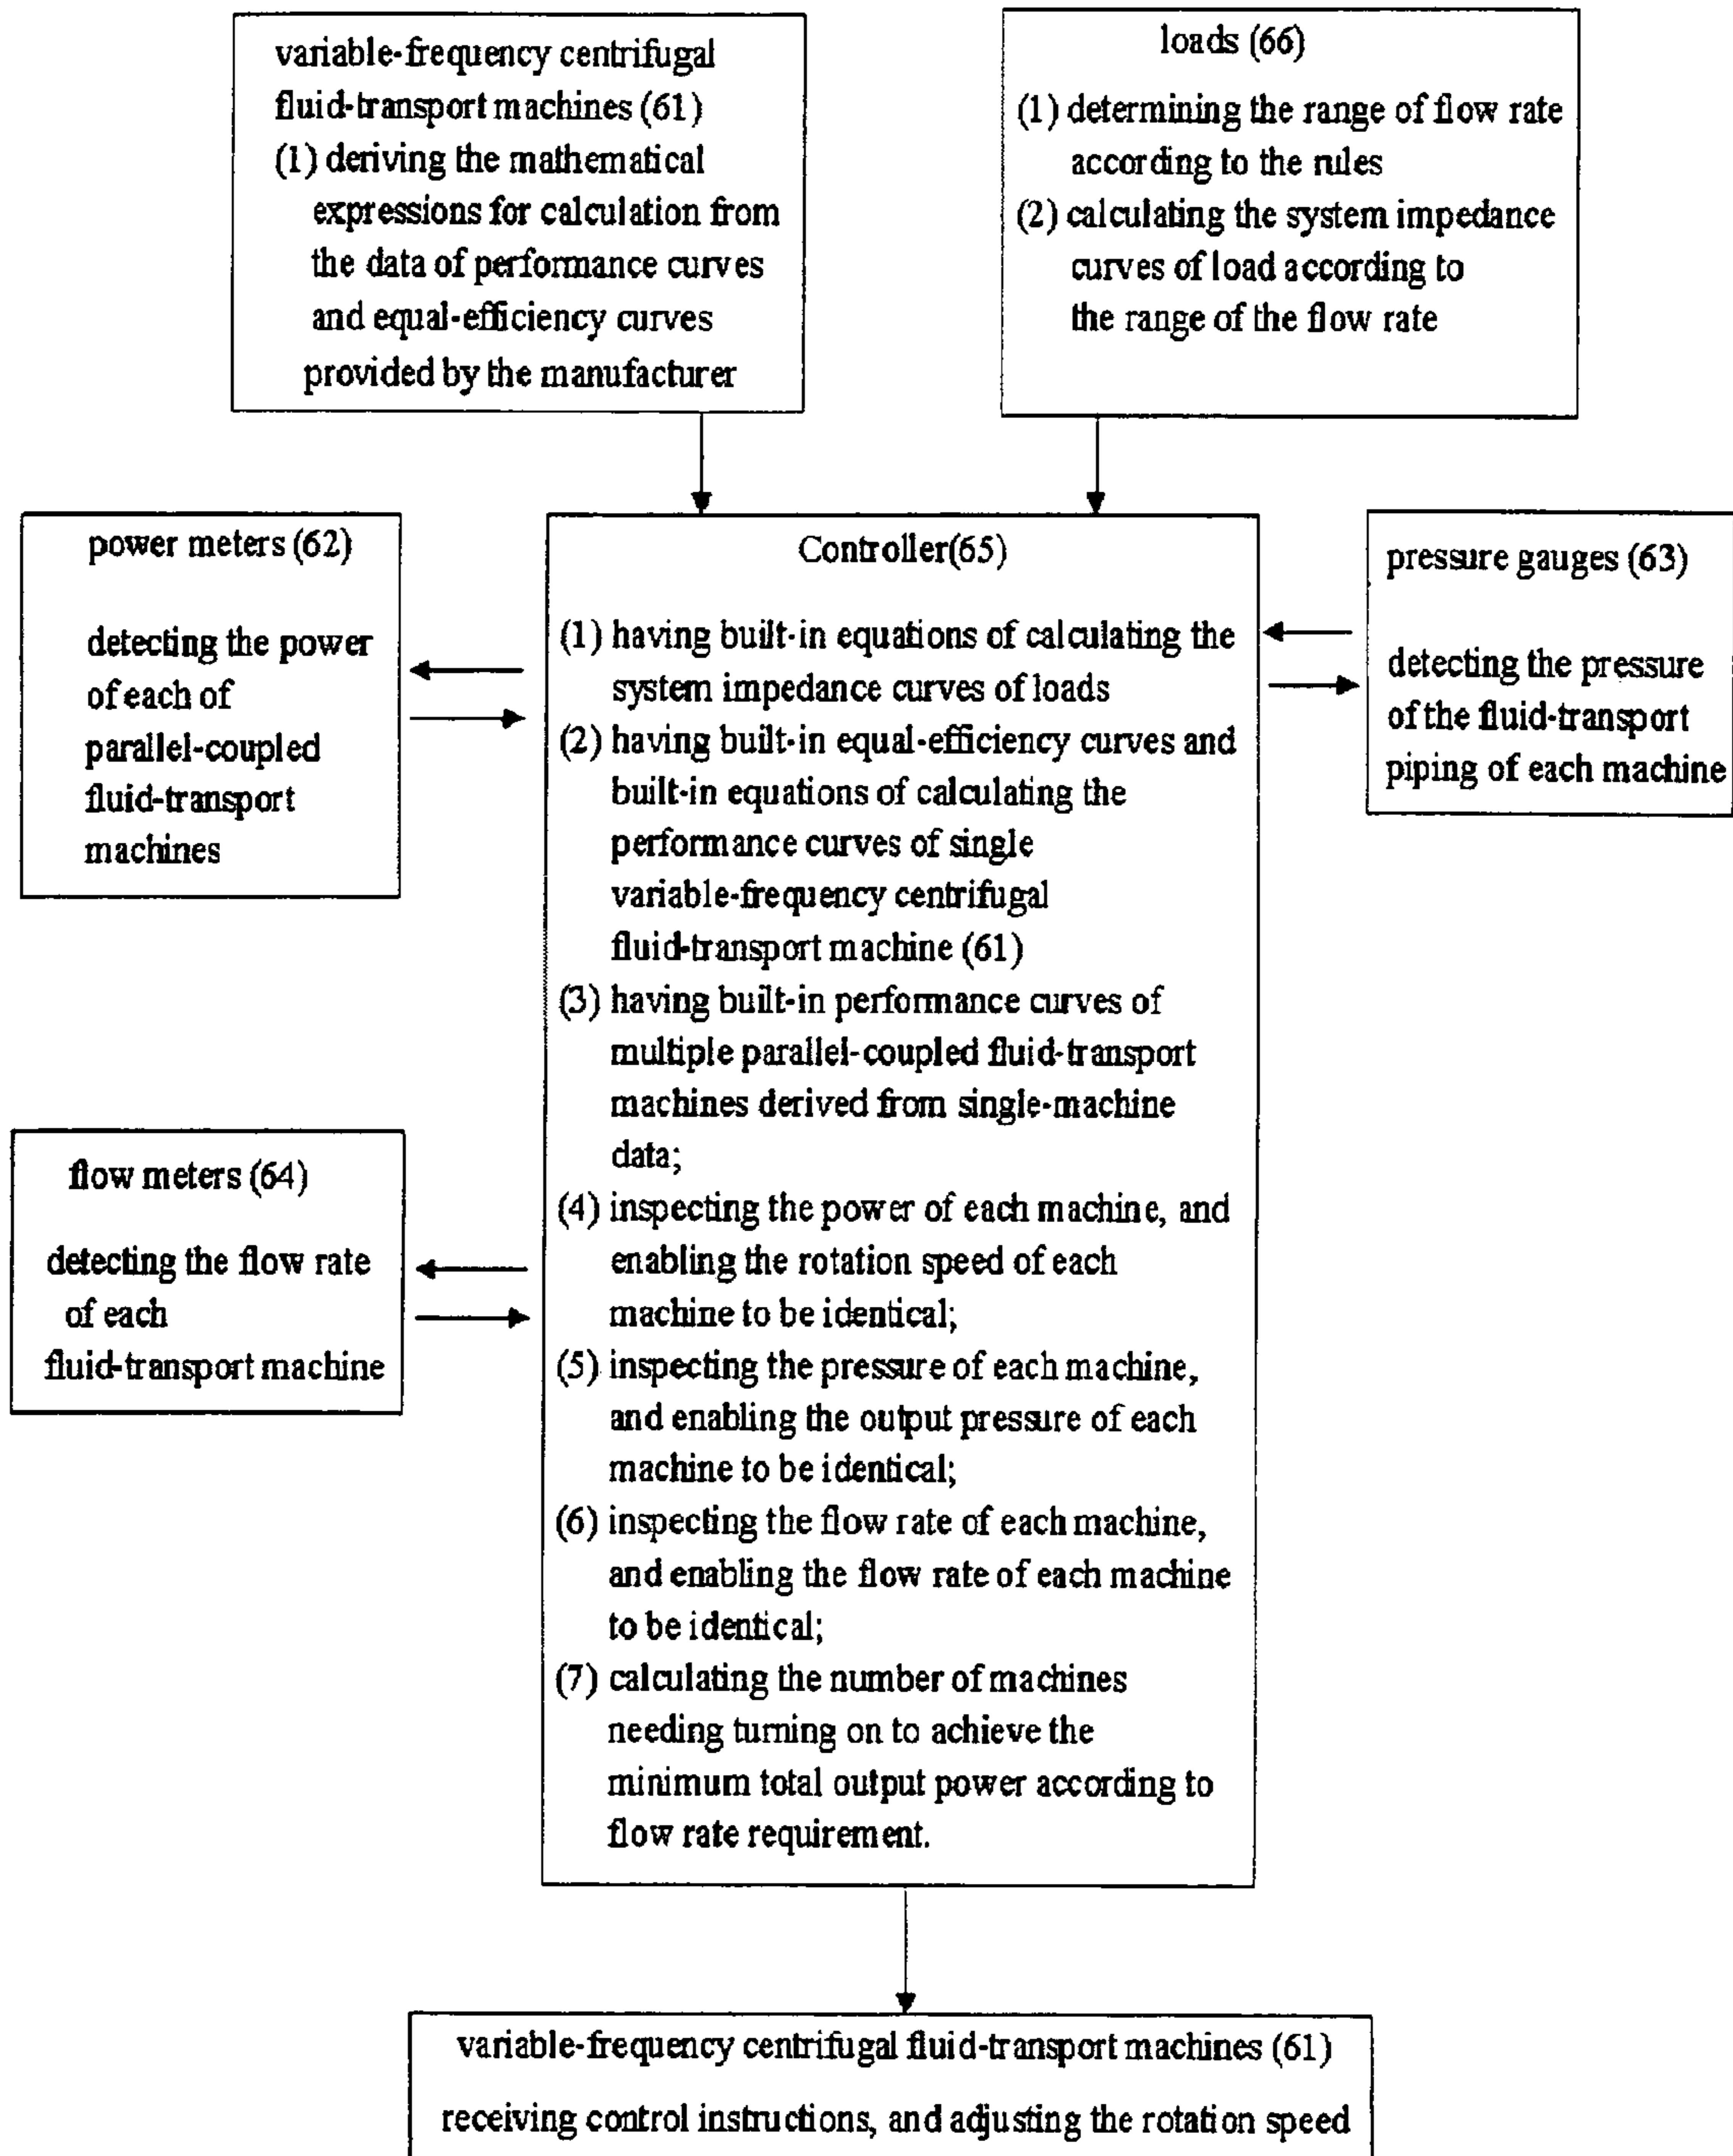 variable-frequency centrifugal
fluid-transport machines (61)
(1) deriving the mathematical
expressions for calculation from
the data of performance curves
and equal-efficiency curves
provided by the manufacturer
loads (66)
(1) determining the range of flow rate
according to the rules
(2) calculating the system impedance
curves of load according to
the range of the flow rate
power meters (62)
detecting the power
of each of
parallel-coupled
fluid-transport
machines
Controller(65)
(1) having built-in equations of calculating the
system impedance curves of loads
(2) having built-in equal-efficiency curves and
built-in equations of calculating the
performance curves of single
variable-frequency centrifugal
fluid-transport machine (61)
(3) having built-in performance curves of
multiple parallel-coupled fluid-transport
machines derived from single-machine
data;
(4) inspecting the power of each machine, and
enabling the rotation speed of each
machine to be identical;
(5) inspecting the pressure of each machine,
and enabling the output pressure of each
machine to be identical;
(6) inspecting the flow rate of each machine,
and enabling the flow rate of each machine
to be identical;
(7) calculating the number of machines
needing turning on to achieve the
minimum total output power according to
flow rate requirement.
pressure gauges (63)
detecting the pressure
of the fluid-transport
piping of each machine
flow meters (64)
detecting the flow rate
of each
fluid-transport machine
variable-frequency centrifugal fluid-transport machines (61)
receiving control instructions, and adjusting the rotation speed